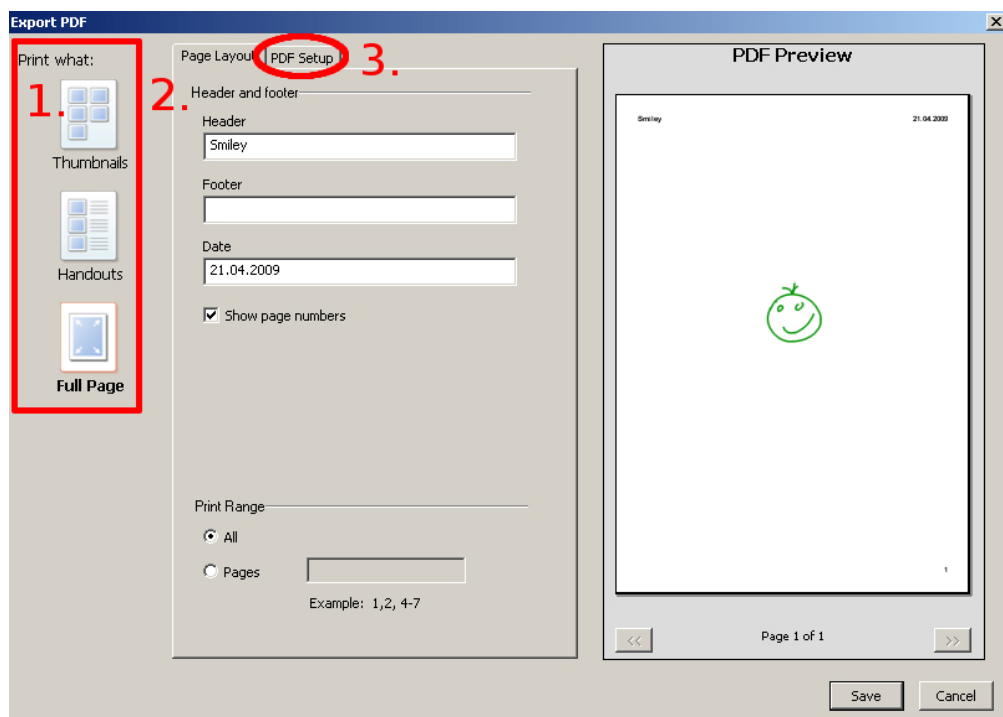 Export PDF
Print what:
1.
Thumbnails
Handouts
Full Page
2.
Page Layout
PDF Setup
3.
Header and footer
Header
Smiley
Footer
Date
21.04.2009
Show page numbers
Print Range
All
Pages
Example: 1,2, 4-7
PDF Preview
Smiley 21.04.2009
1
<< Page 1 of 1 >>
Save Cancel